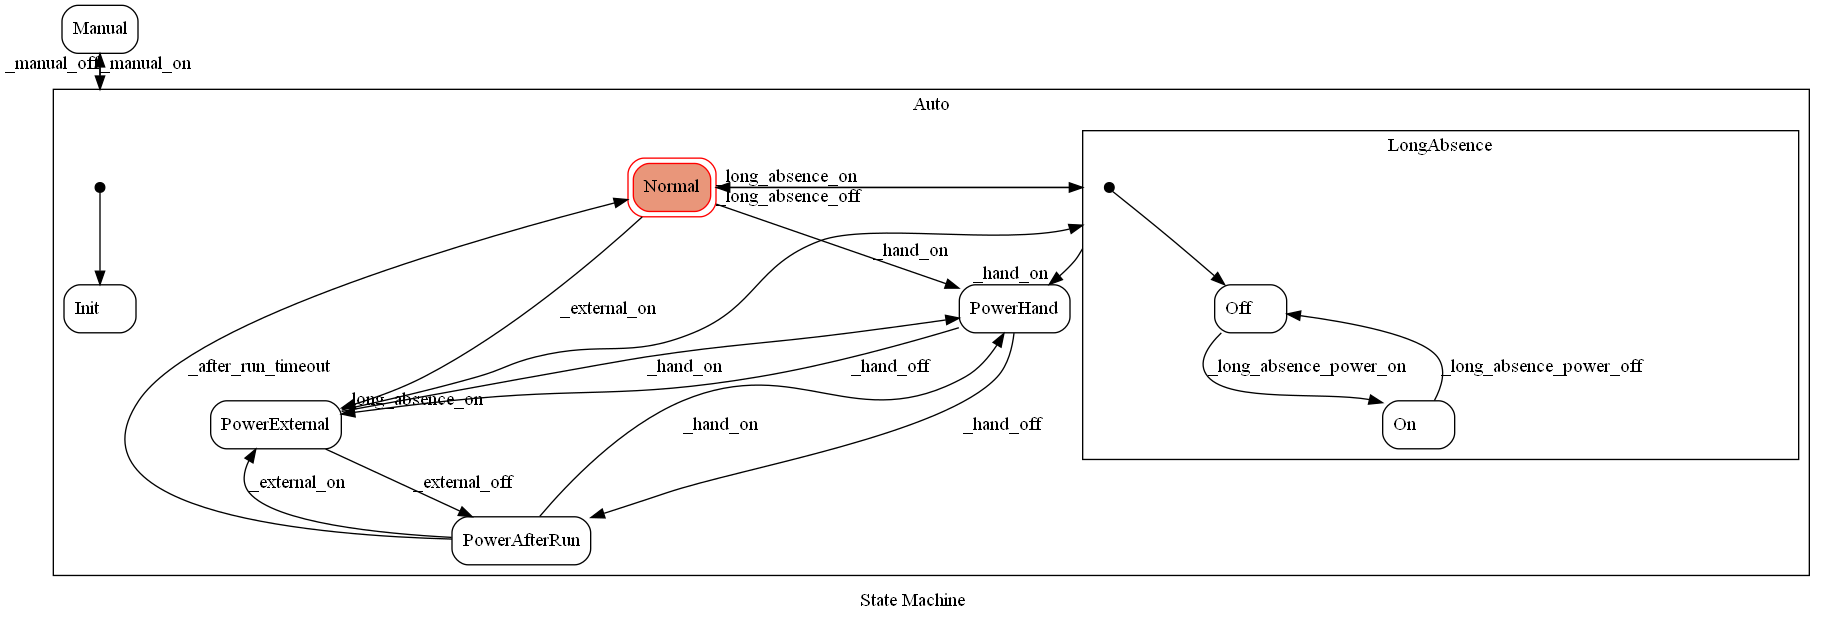 Manual
_manual_off
_manual_on
Auto
LongAbsence
Normal
_long_absence_on
_long_absence_off
_hand_on
_hand_on
Init
_external_on
PowerHand
Off
_after_run_timeout
_hand_on
_hand_off
_long_absence_power_on
_long_absence_power_off
_long_absence_on
PowerExternal
_hand_on
_hand_off
On
_external_on
_external_off
PowerAfterRun
State Machine